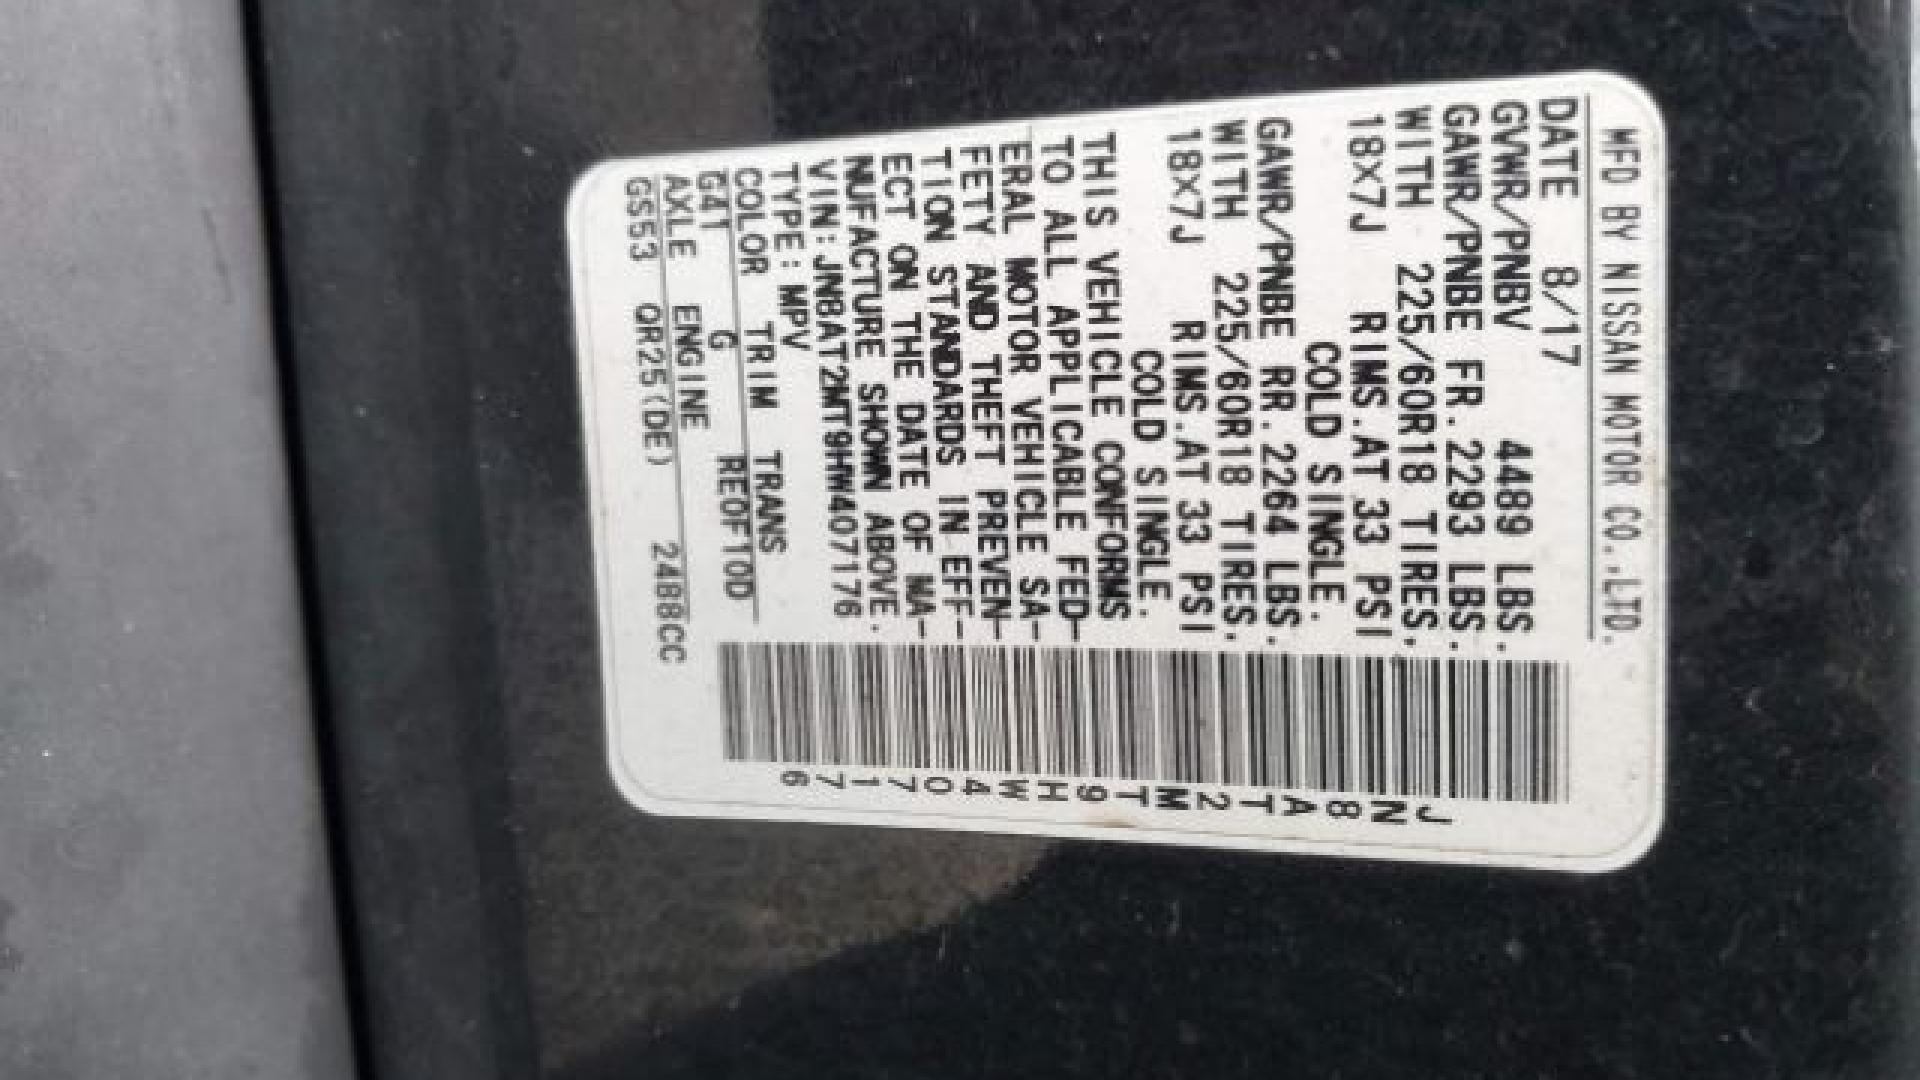 MFD BY NISSAN MOTOR CO.,LTD.
DATE 8/17
GVWR/PNBV 4489 LBS.
GAWR/PNBE FR. 2293 LBS.
WITH 225/60R18 TIRES,
18X7J RIMS.AT 33 PSI
COLD SINGLE.
GAWR/PNBE RR. 2264 LBS.
WITH 225/60R18 TIRES.
18X7J RIMS.AT 33 PSI
COLD SINGLE.
THIS VEHICLE CONFORMS
TO ALL APPLICABLE FED-
ERAL MOTOR VEHICLE SA-
FETY AND THEFT PREVEN-
TION STANDARDS IN EFF-
ECT ON THE DATE OF MA-
NUFACTURE SHOWN ABOVE.
VIN:JN8AT2MT9HW407176
TYPE: MPV
COLOR TRIM TRANS
G41 G RE0F10D
AXLE ENGINE
GS53 QR25(DE) 2488CC
JN8AT2MT9HW407176